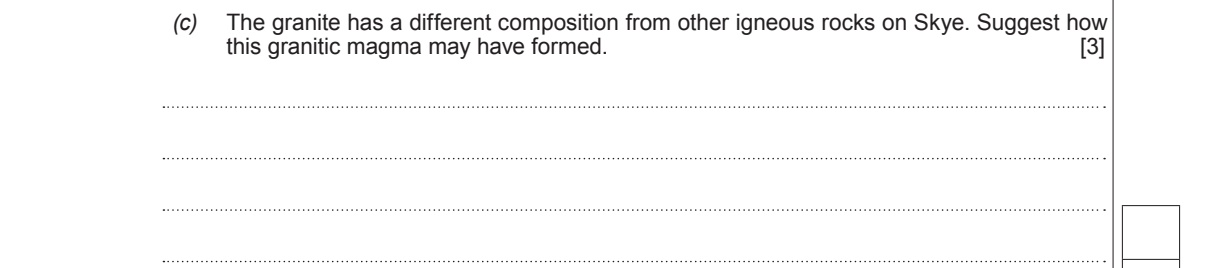 (c) The granite has a different composition from other igneous rocks on Skye. Suggest how
this granitic magma may have formed. [3]